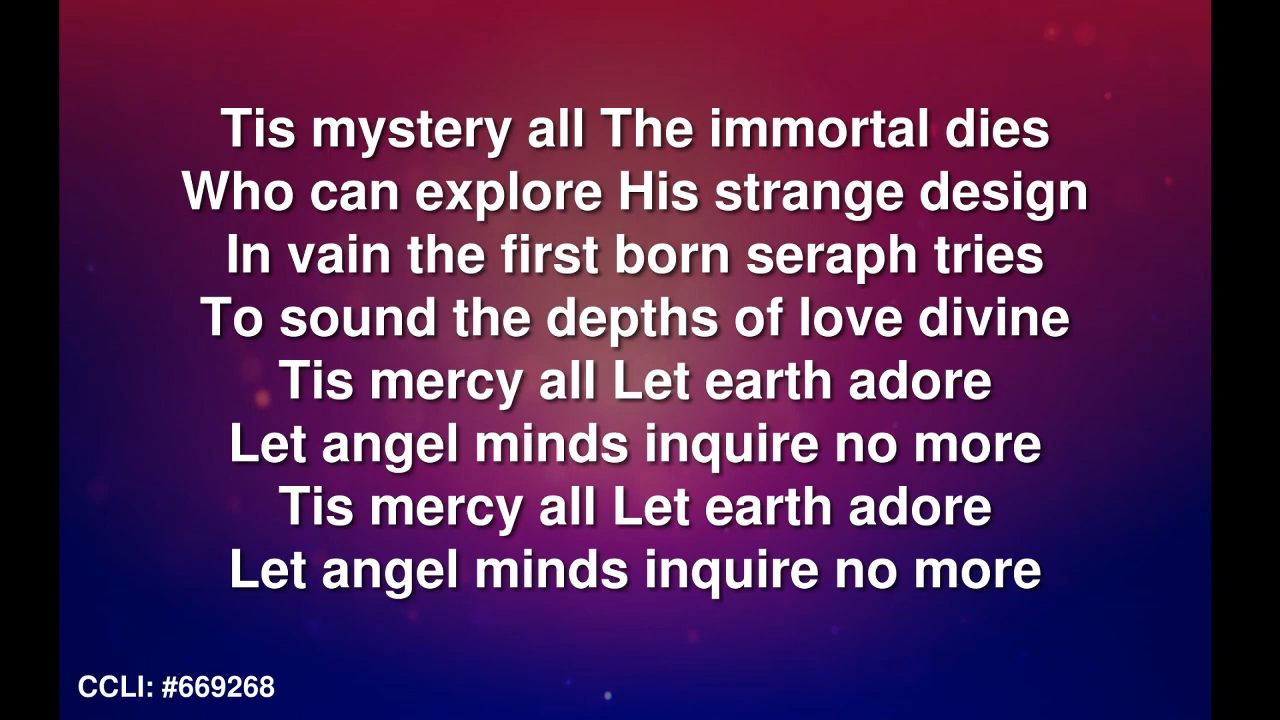 Tis mystery all The immortal dies
Who can explore His strange design
In vain the first born seraph tries
To sound the depths of love divine
Tis mercy all Let earth adore
Let angel minds inquire no more
Tis mercy all Let earth adore
Let angel minds inquire no more
CCLI: #669268